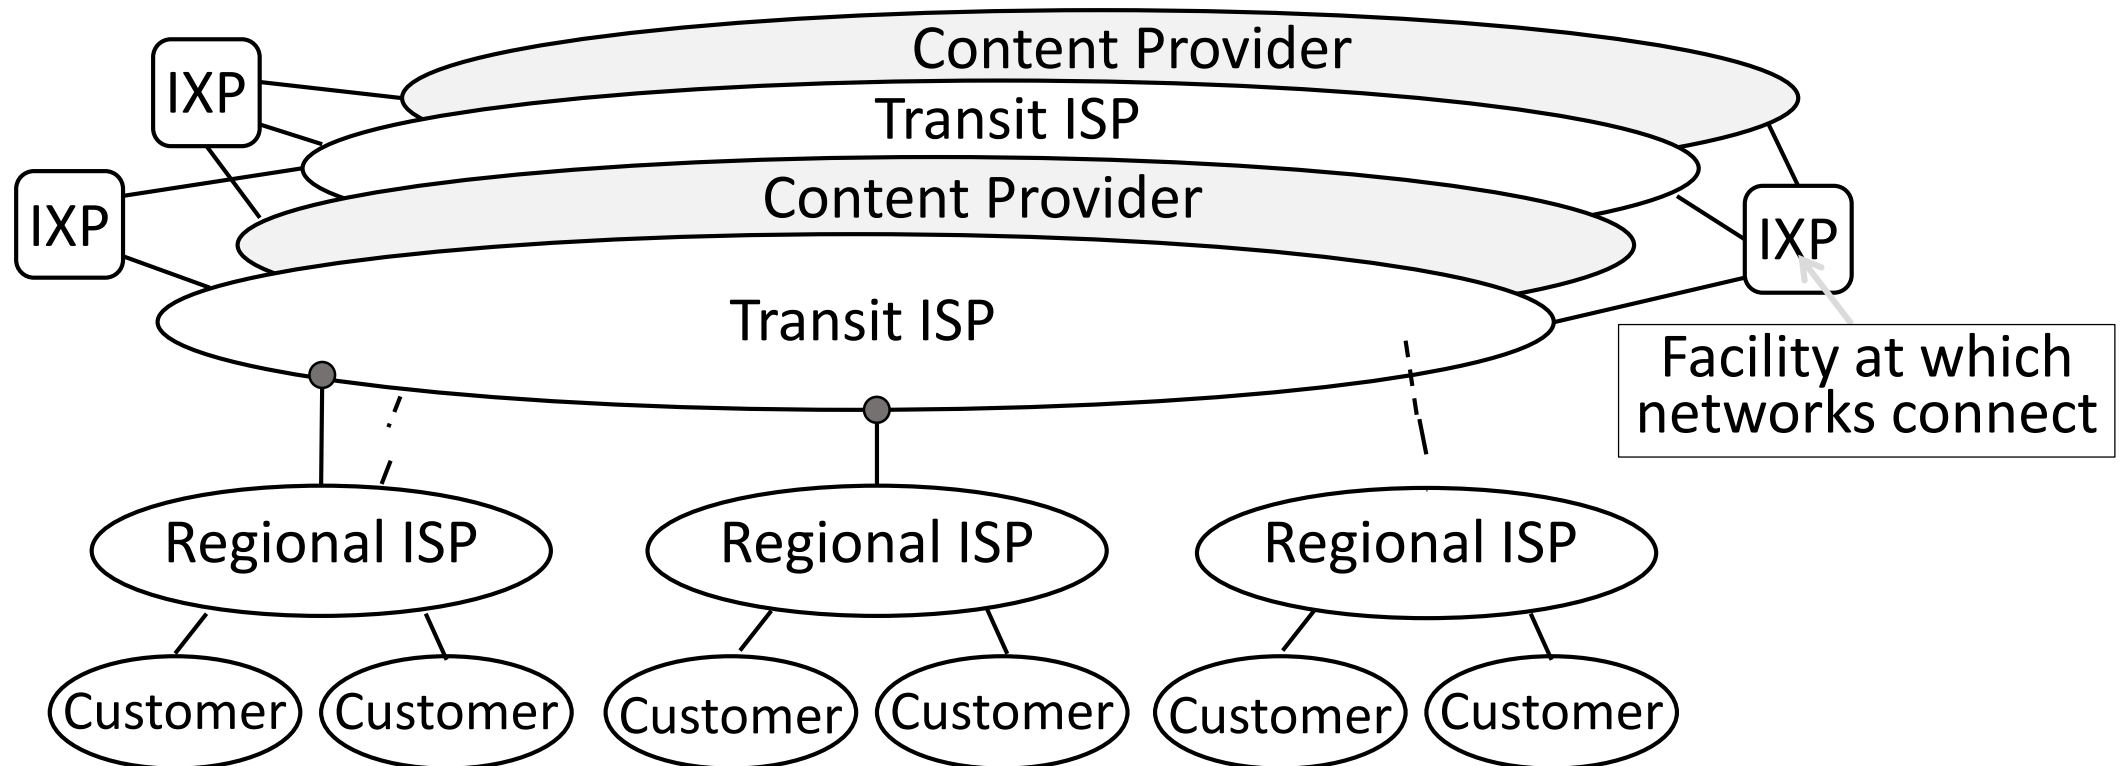 Content Provider
IXP
Transit ISP
Content Provider
IXP
IXP
Transit ISP
Facility at which
networks connect
Regional ISP
Regional ISP
Regional ISP
Customer
Customer
Customer
Customer
Customer
Customer